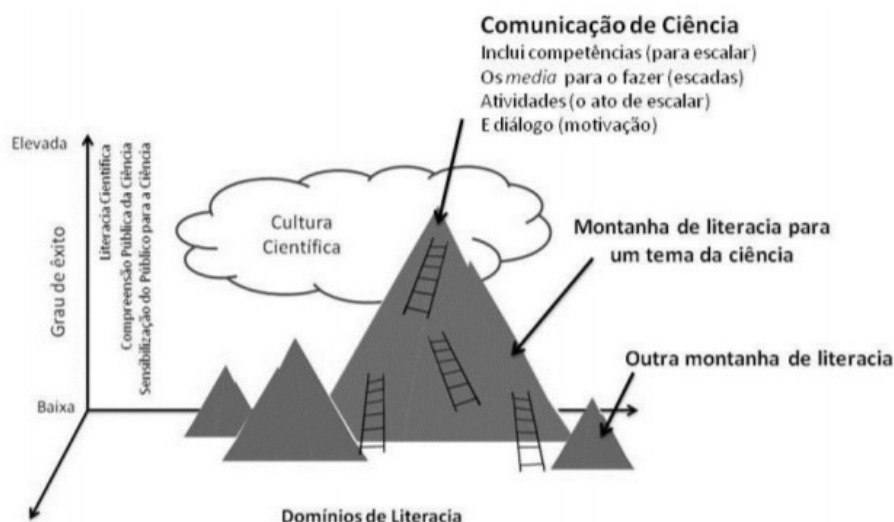 Comunicação de Ciência
Inclui competências (para escalar)
Os media para o fazer (escadas)
Atividades (o ato de escalar)
E diálogo (motivação)
Elevada
Grau de êxito
Baixa
Literacia Científica
Compreensão Pública da Ciência
Sensibilização do Público para a Ciência
Cultura
Científica
Montanha de literacia para
um tema da ciência
Outra montanha de literacia
Domínios de Literacia